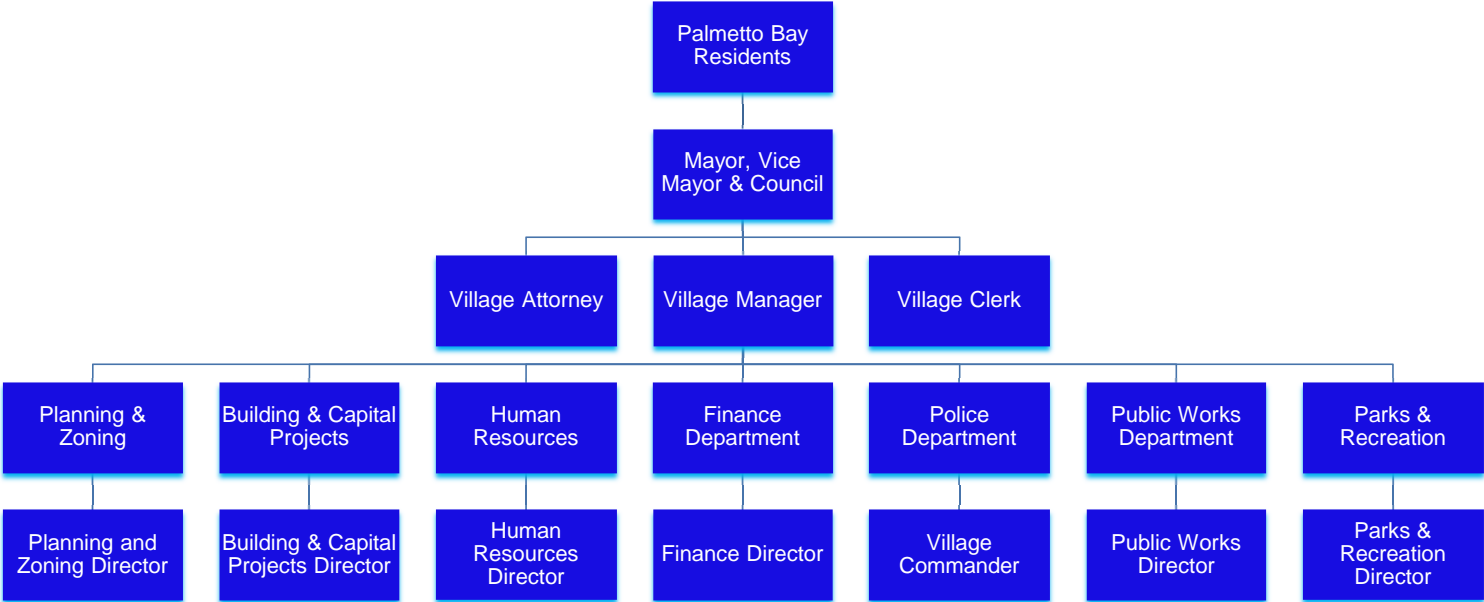 Palmetto Bay
Residents
Mayor, Vice
Mayor & Council
Village Attorney
Village Manager
Village Clerk
Planning &
Zoning
Building & Capital
Projects
Human
Resources
Finance
Department
Police
Department
Public Works
Department
Parks &
Recreation
Planning and
Zoning Director
Building & Capital
Projects Director
Human
Resources
Director
Finance Director
Village
Commander
Public Works
Director
Parks &
Recreation
Director